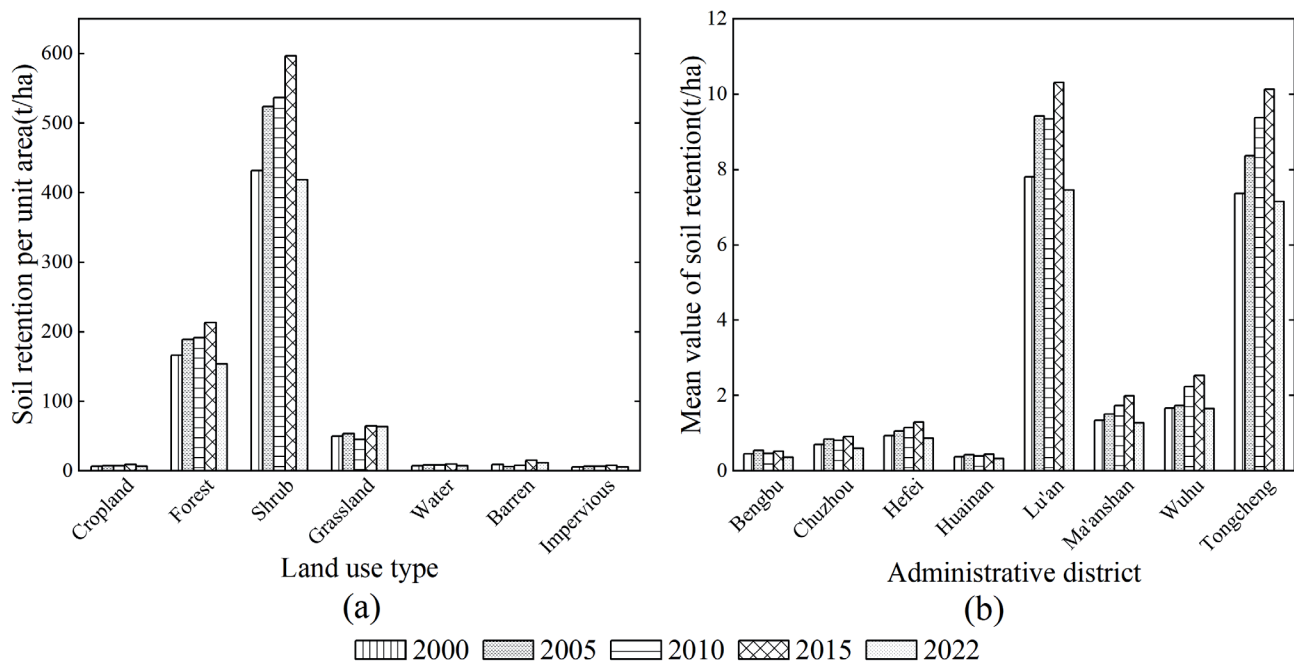 Soil retention per unit area(t/ha)
600
500
400
300
200
100
0
Cropland
Forest
Shrub
Grassland
Water
Barren
Impervious
Land use type
(a)
Mean value of soil retention(t/ha)
12
10
8
6
4
2
0
Bengbu
Chuzhou
Hefei
Huainan
Lu'an
Ma'anshan
Wuhu
Tongcheng
Administrative district
(b)
2000 2005 2010 2015 2022